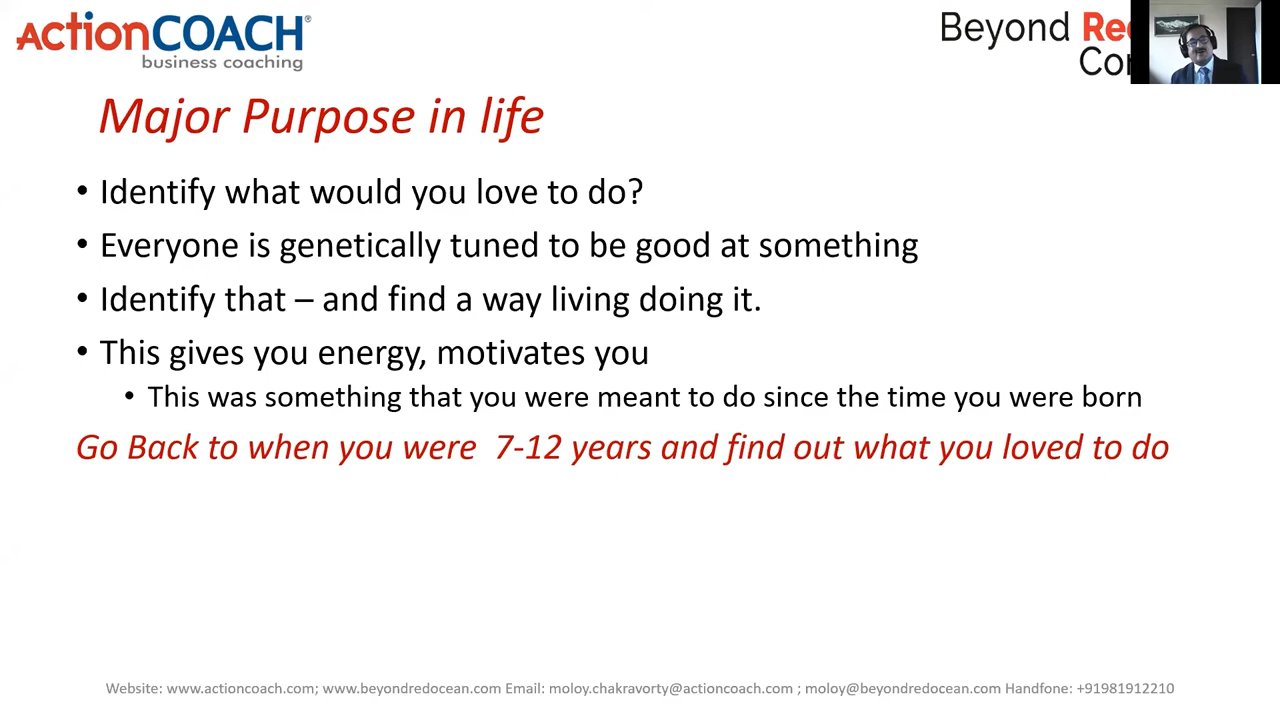 ActionCOACH®
business coaching
Beyond
Major Purpose in life
• Identify what would you love to do?
• Everyone is genetically tuned to be good at something
• Identify that – and find a way living doing it.
• This gives you energy, motivates you
• This was something that you were meant to do since the time you were born
Go Back to when you were 7-12 years and find out what you loved to do
Website: www.actioncoach.com; www.beyondredocean.com Email: moloy.chakravorty@actioncoach.com ; moloy@beyondredocean.com Handfone: +91981912210